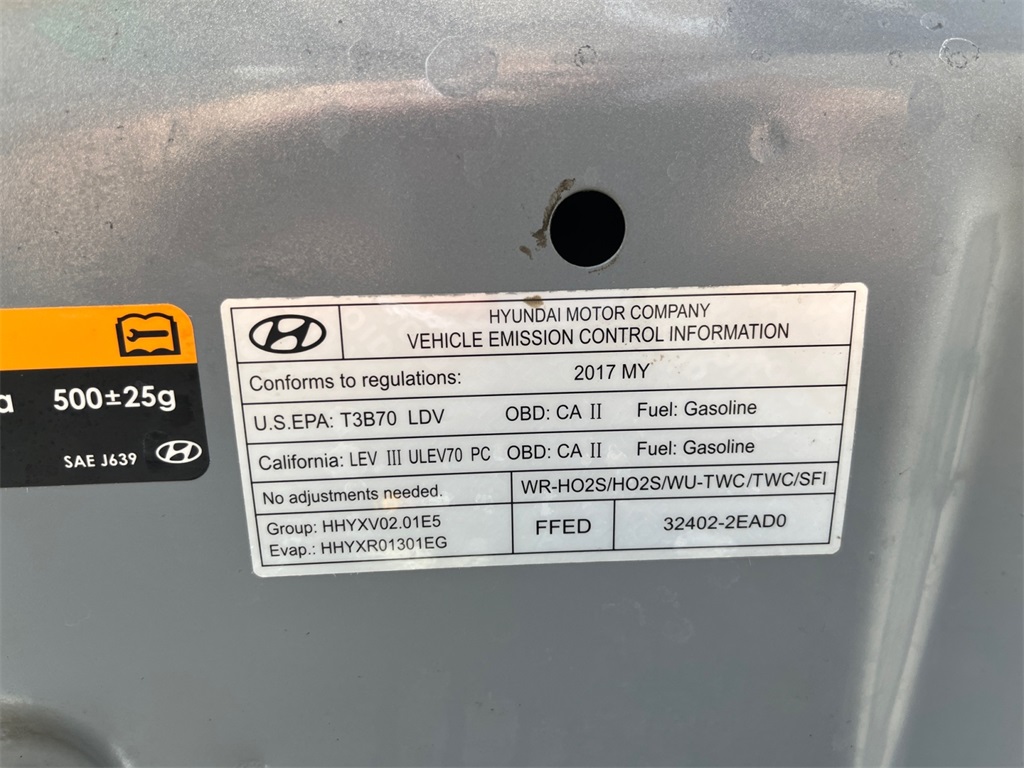 a 500±25g
SAE J639
HYUNDAI MOTOR COMPANY
VEHICLE EMISSION CONTROL INFORMATION
Conforms to regulations: 2017 MY
U.S.EPA: T3B70 LDV OBD: CA II Fuel: Gasoline
California: LEV III ULEV70 PC OBD: CA II Fuel: Gasoline
No adjustments needed. WR-HO2S/HO2S/WU-TWC/TWC/SFI
Group: HHYXV02.01E5
Evap.: HHYXR01301EG
FFED 32402-2EAD0